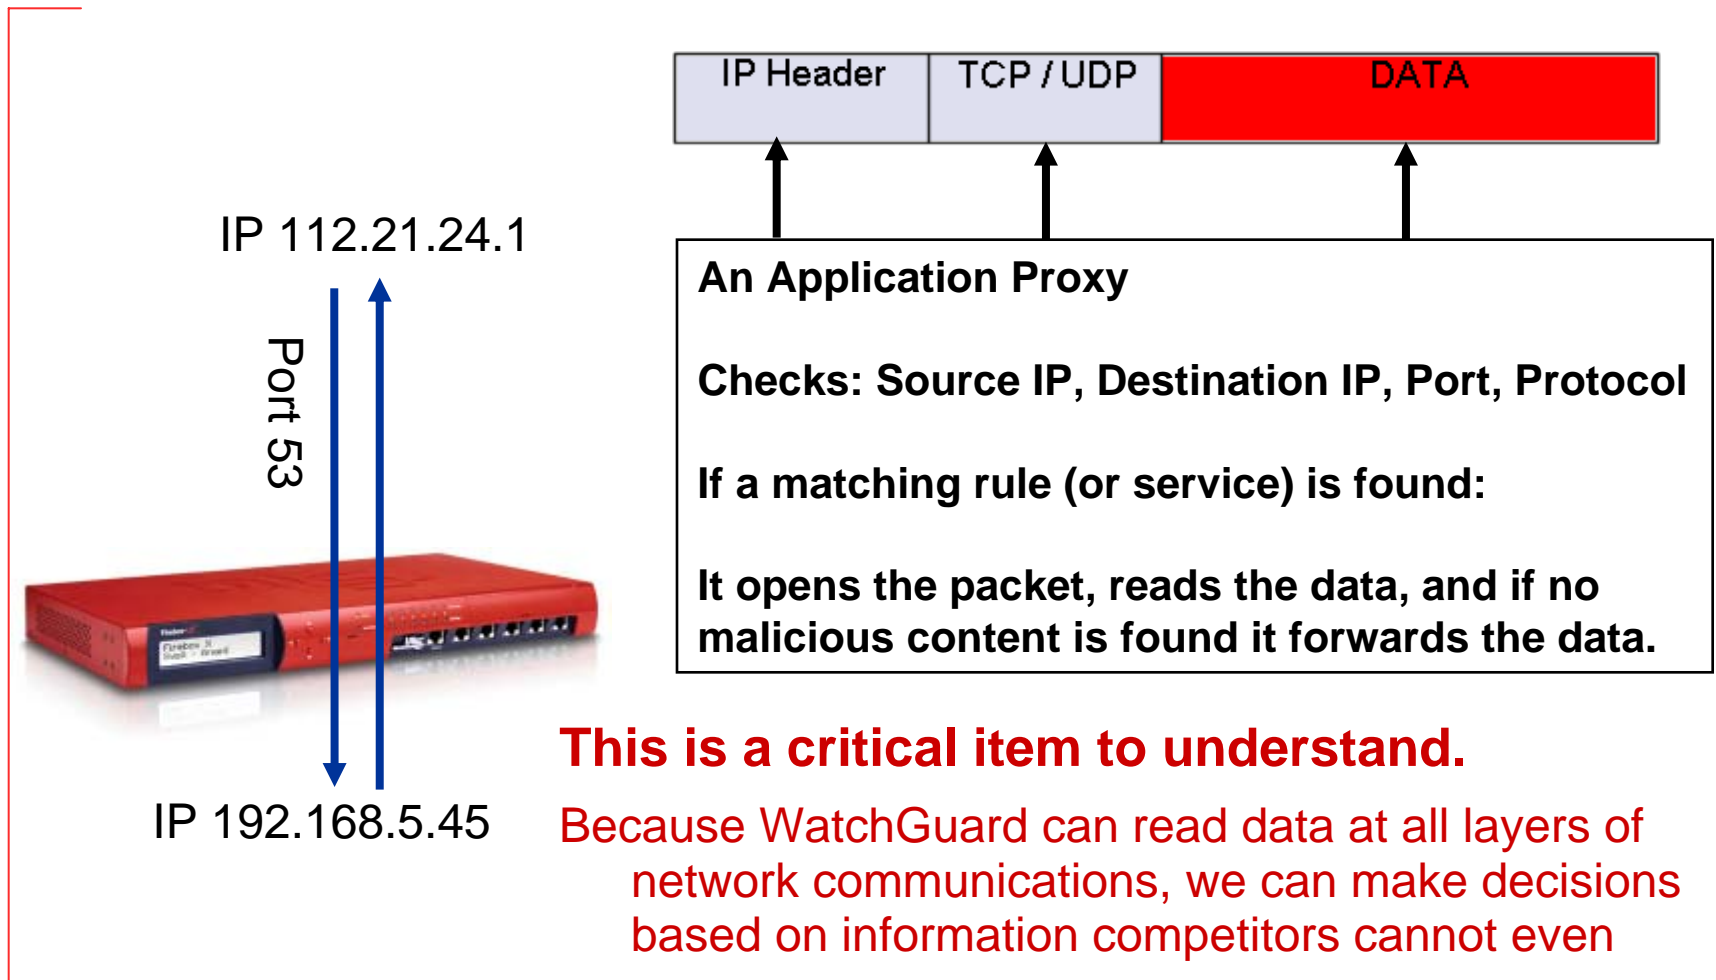 IP Header TCP / UDP DATA
IP 112.21.24.1
Port 53
IP 192.168.5.45
An Application Proxy
Checks: Source IP, Destination IP, Port, Protocol
If a matching rule (or service) is found:
It opens the packet, reads the data, and if no
malicious content is found it forwards the data.
Firebox X
This is a critical item to understand.
Because WatchGuard can read data at all layers of
network communications, we can make decisions
based on information competitors cannot even